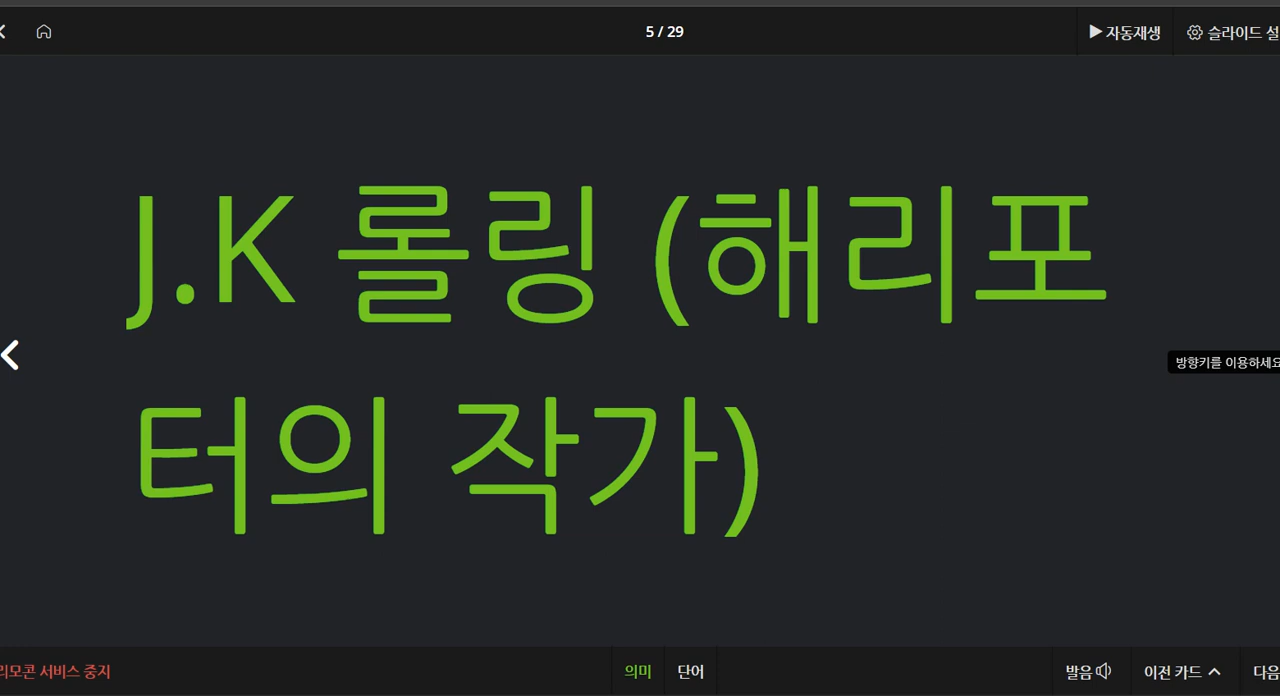 5 / 29
▶ 자동재생
슬라이드 설
J.K 롤링 (해리포
터의 작가)
방향키를 이용하세요
리모콘 서비스 중지
의미
단어
발음
이전 카드
다음